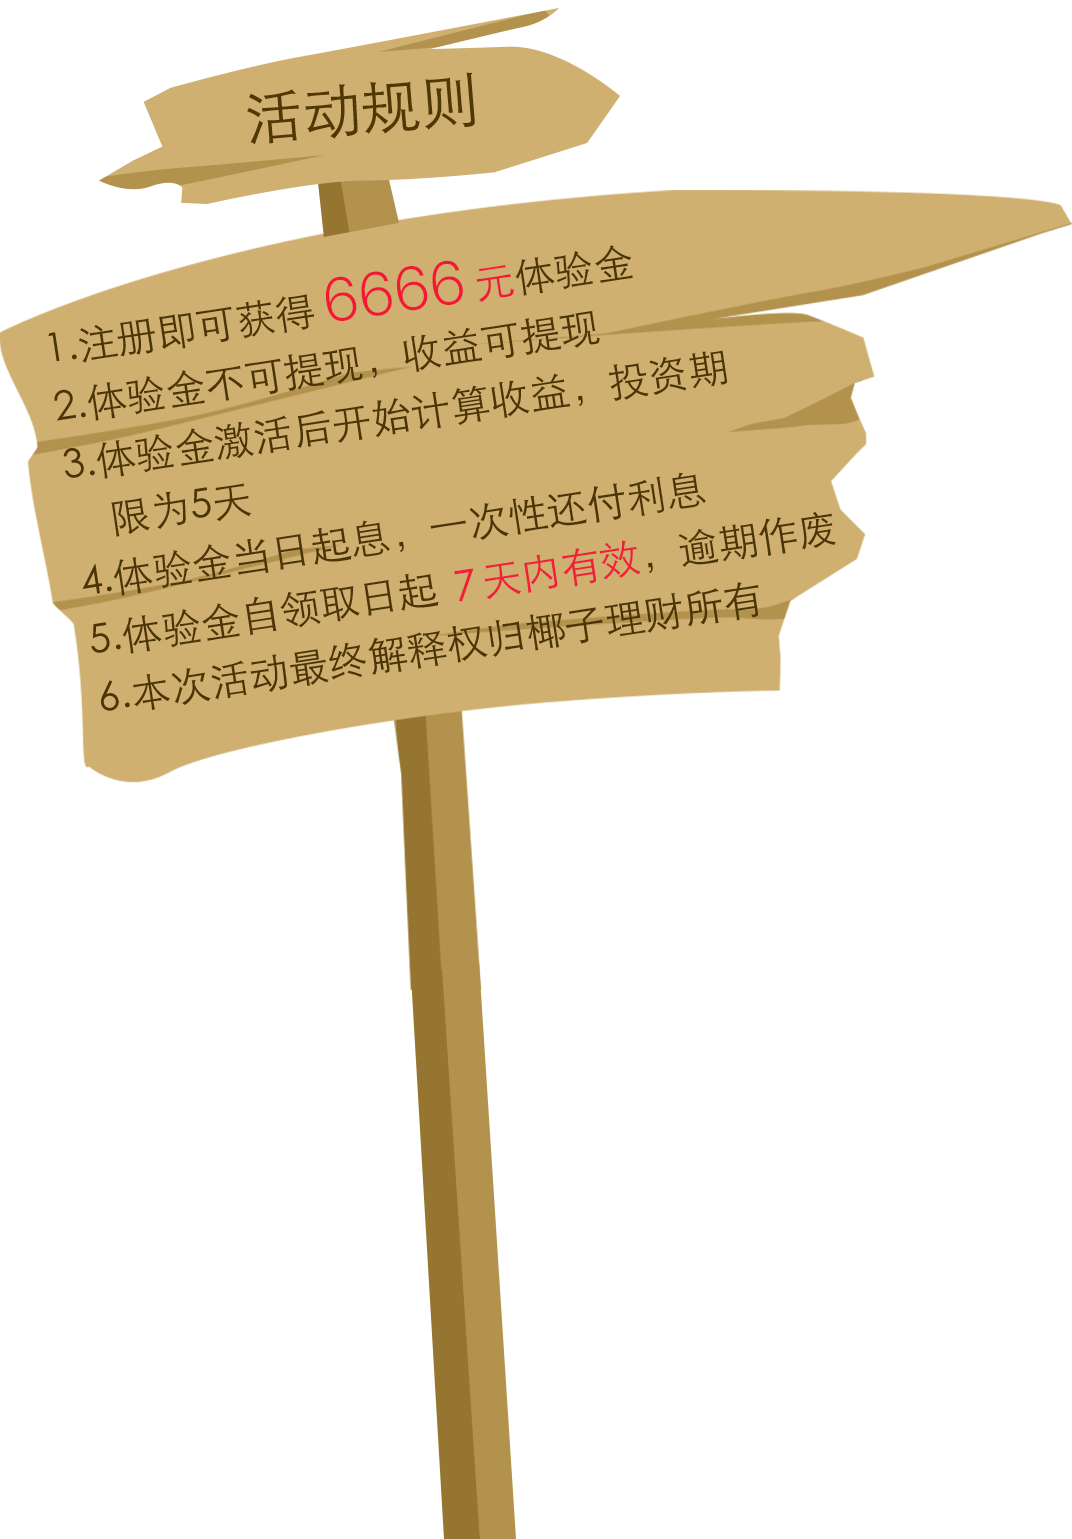 活动规则
1.注册即可获得 6666 元体验金
2.体验金不可提现，收益可提现
3.体验金激活后开始计算收益，投资期
限为5天
4.体验金当日起息，一次性还付利息
5.体验金自领取日起 7 天内有效，逾期作废
6.本次活动最终解释权归椰子理财所有